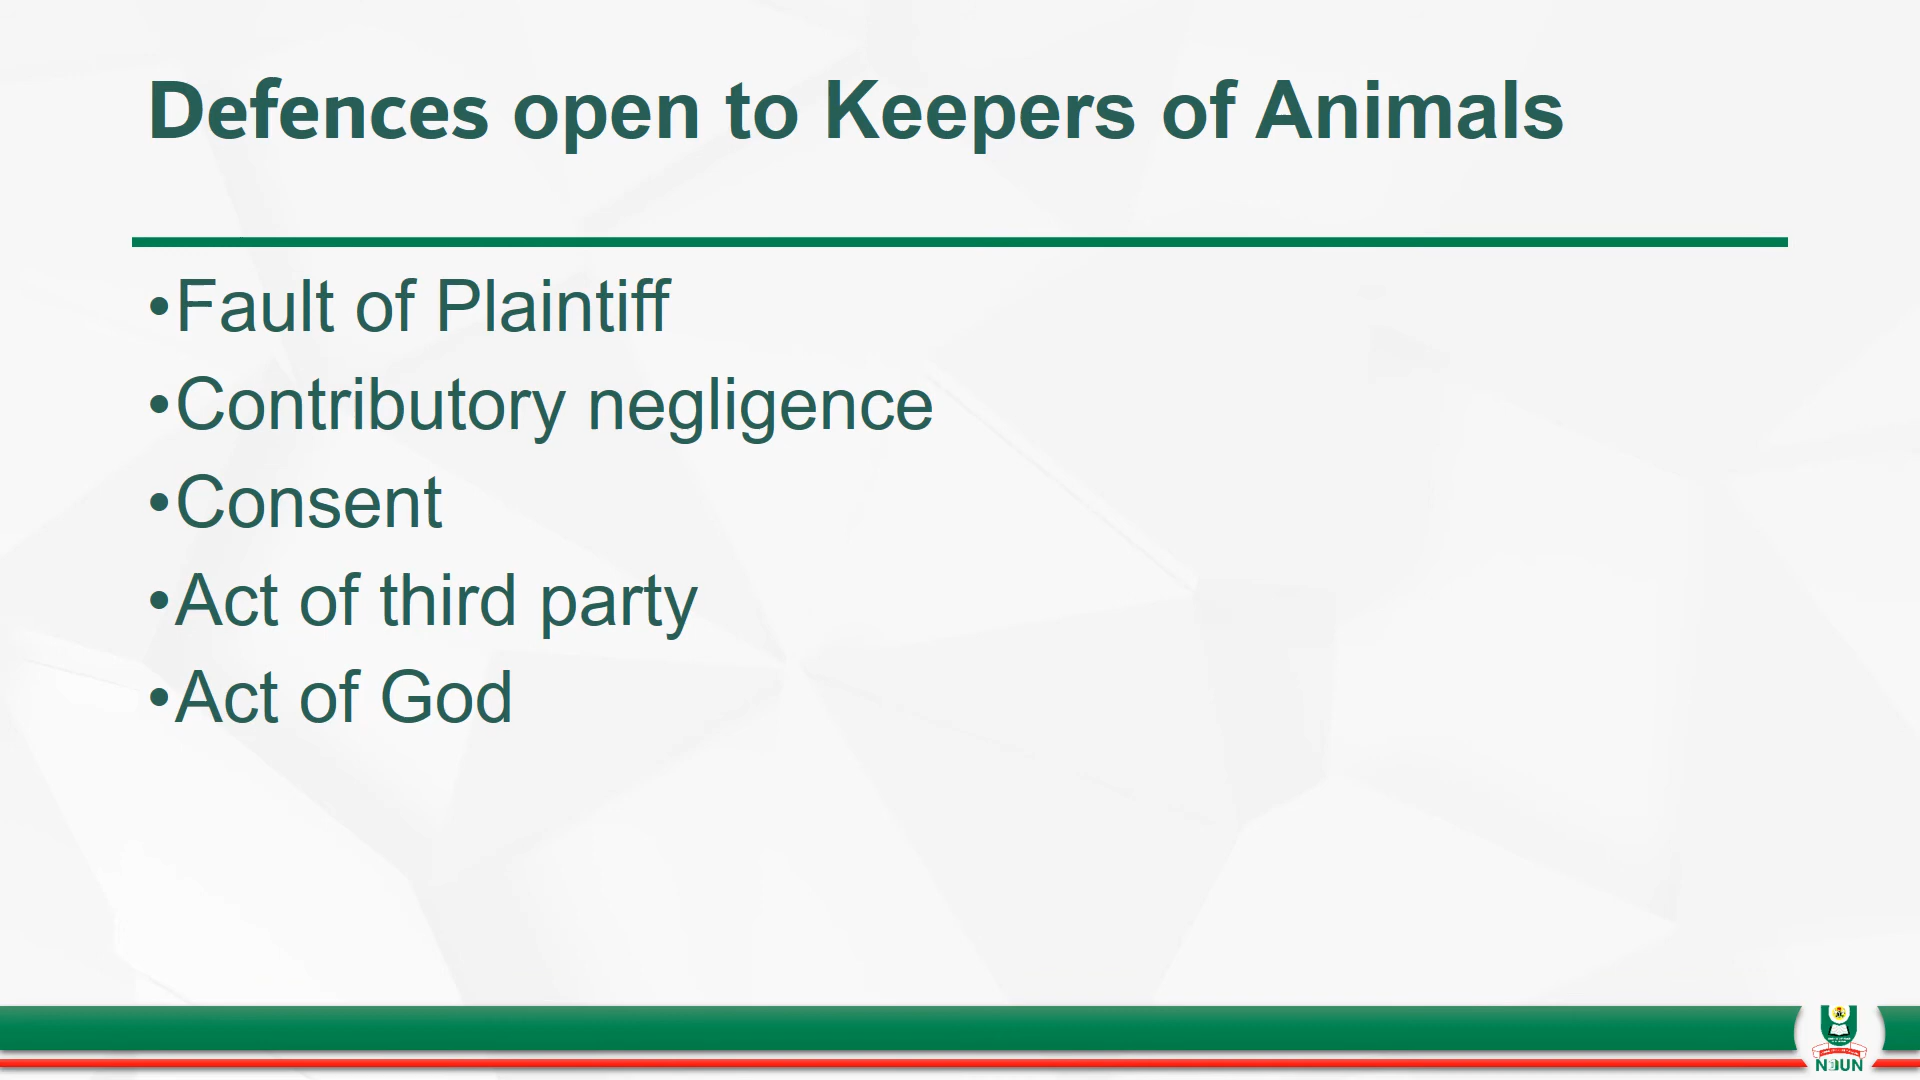 Defences open to Keepers of Animals
•Fault of Plaintiff
•Contributory negligence
•Consent
•Act of third party
•Act of God
NOUN